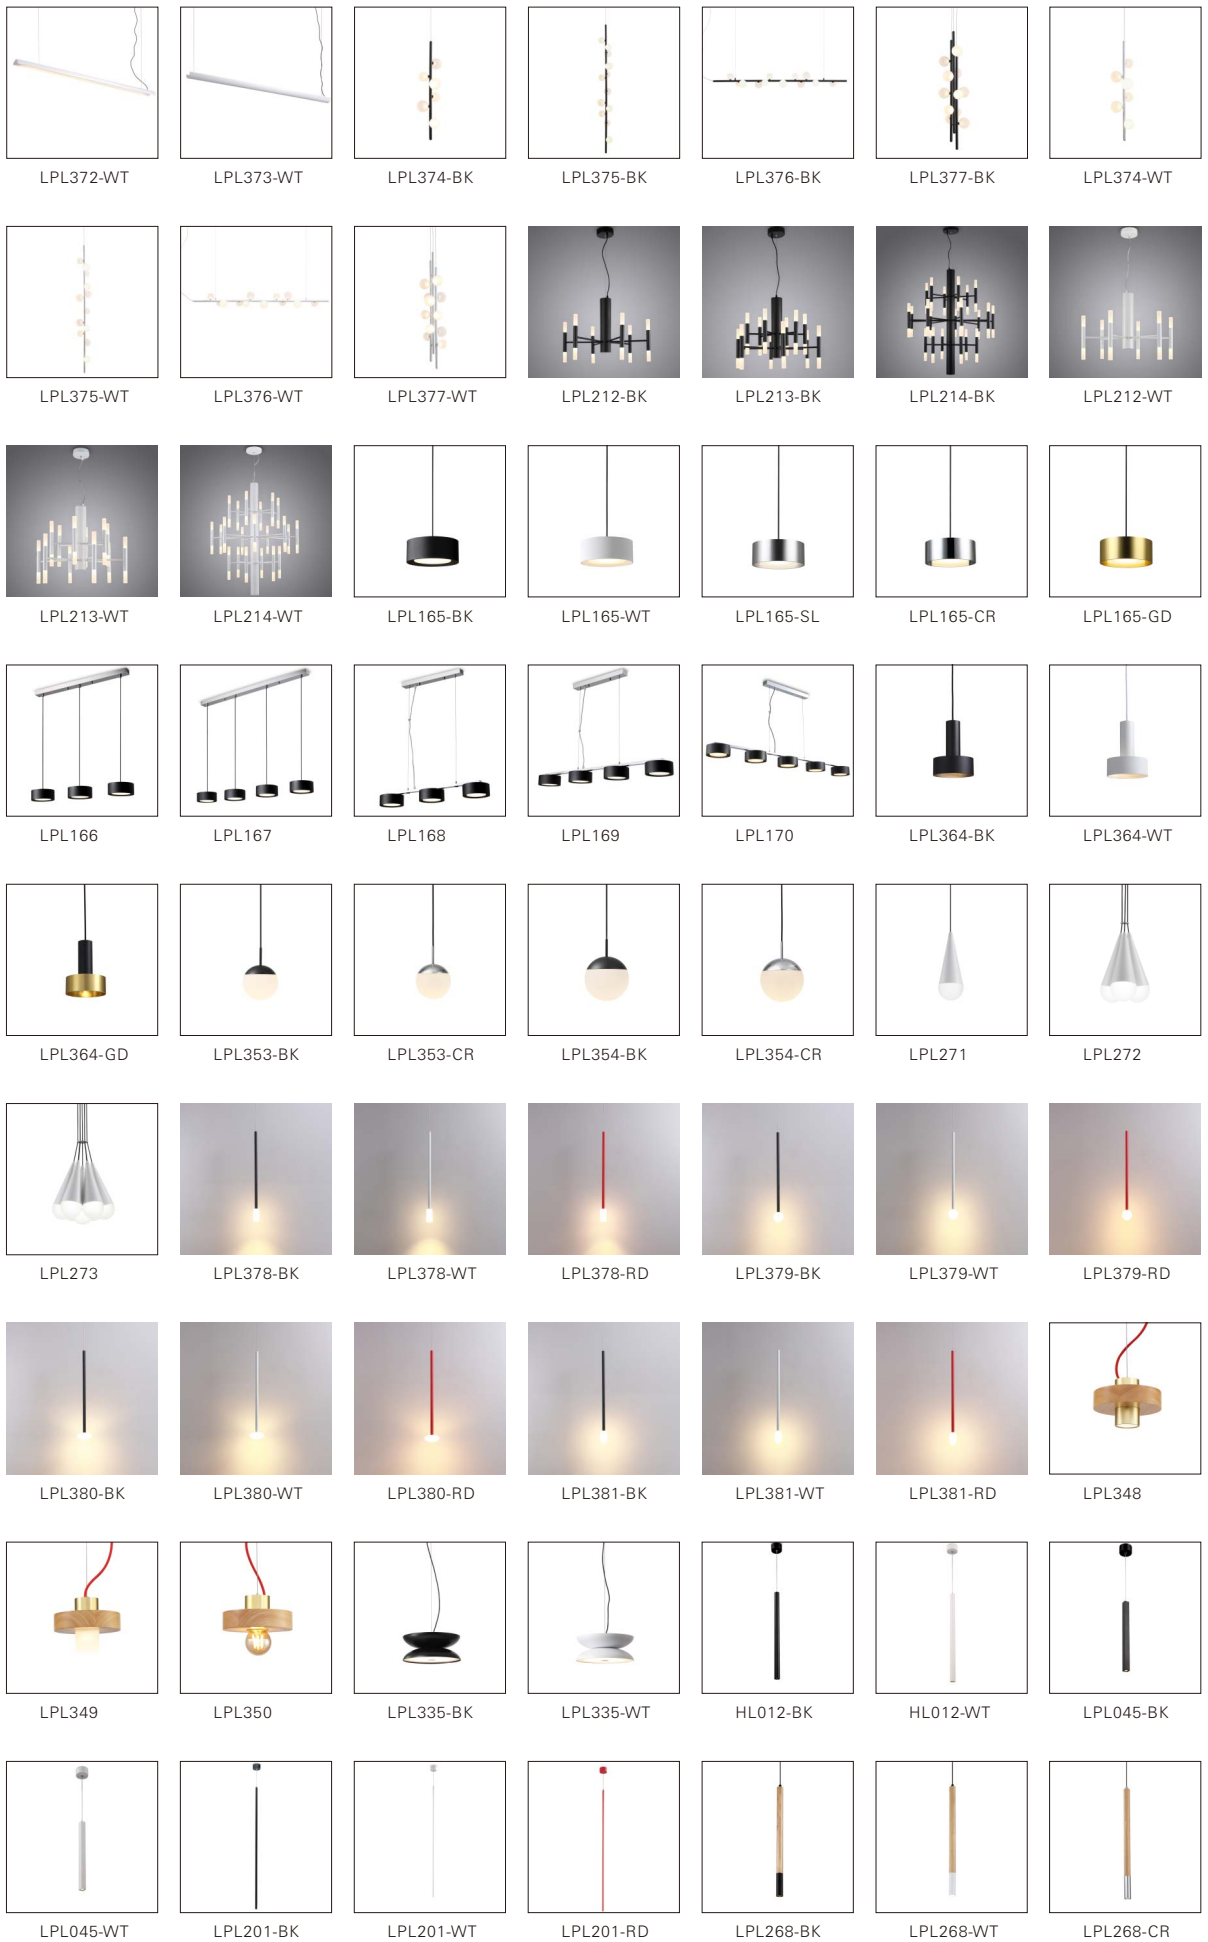 LPL372-WT LPL373-WT LPL374-BK LPL375-BK LPL376-BK LPL377-BK LPL374-WT
LPL375-WT LPL376-WT LPL377-WT LPL212-BK LPL213-BK LPL214-BK LPL212-WT
LPL213-WT LPL214-WT LPL165-BK LPL165-WT LPL165-SL LPL165-CR LPL165-GD
LPL166 LPL167 LPL168 LPL169 LPL170 LPL364-BK LPL364-WT
LPL364-GD LPL353-BK LPL353-CR LPL354-BK LPL354-CR LPL271 LPL272
LPL273 LPL378-BK LPL378-WT LPL378-RD LPL379-BK LPL379-WT LPL379-RD
LPL380-BK LPL380-WT LPL380-RD LPL381-BK LPL381-WT LPL381-RD LPL348
LPL349 LPL350 LPL335-BK LPL335-WT HL012-BK HL012-WT LPL045-BK
LPL045-WT LPL201-BK LPL201-WT LPL201-RD LPL268-BK LPL268-WT LPL268-CR